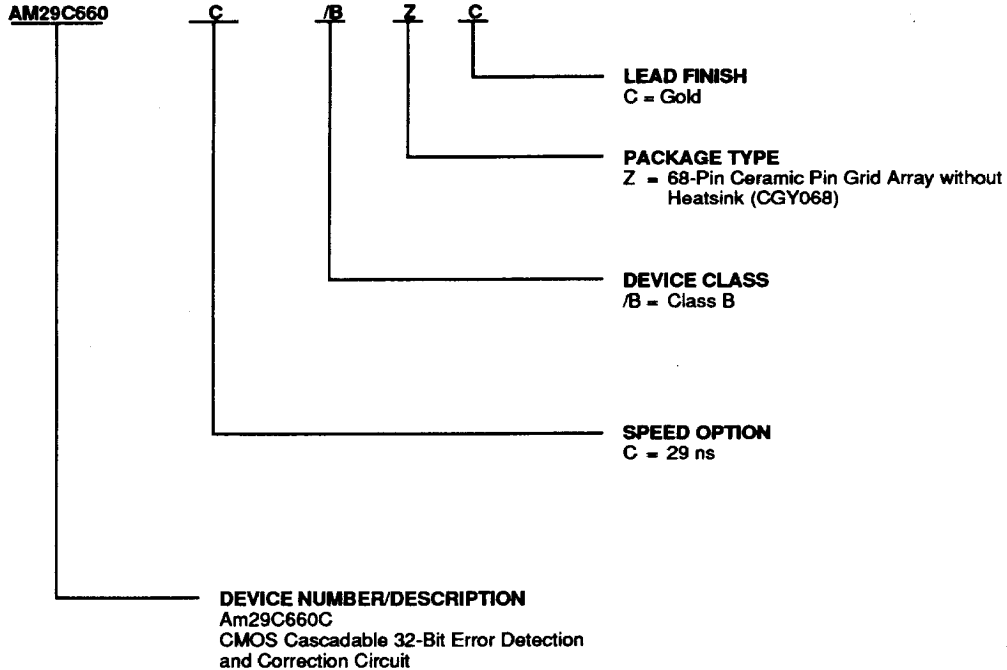 AM29C660 C /B Z C
LEAD FINISH
C = Gold
PACKAGE TYPE
Z = 68-Pin Ceramic Pin Grid Array without
Heatsink (CGY068)
DEVICE CLASS
/B = Class B
SPEED OPTION
C = 29 ns
DEVICE NUMBER/DESCRIPTION
Am29C660C
CMOS Cascadable 32-Bit Error Detection
and Correction Circuit